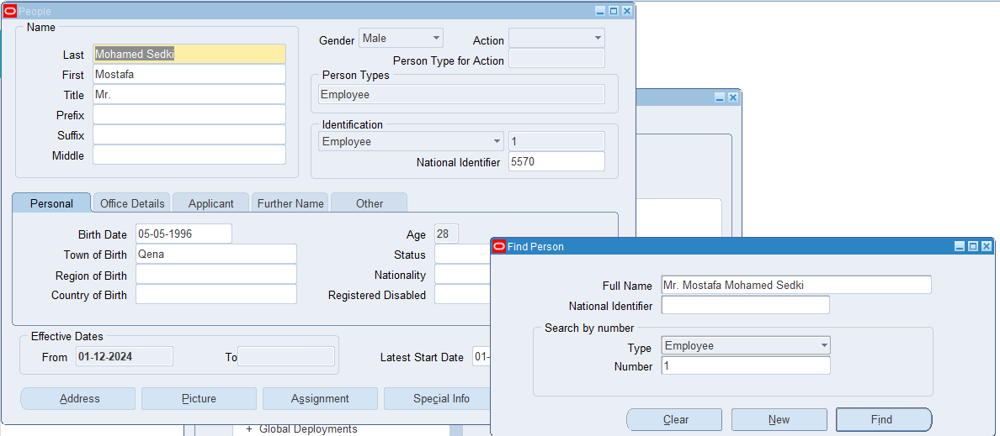 People
Name
Last Mohamed Sedki
First Mostafa
Title Mr.
Prefix
Suffix
Middle
Gender Male Action
Person Type for Action
Person Types
Employee
Identification
Employee 1
National Identifier 5570
Personal Office Details Applicant Further Name Other
Birth Date 05-05-1996 Age 28
Town of Birth Qena Status
Region of Birth Nationality
Country of Birth Registered Disabled
Effective Dates
From 01-12-2024 To Latest Start Date 01-
Address Picture Assignment Special Info
+ Global Deployments
Find Person
Full Name Mr. Mostafa Mohamed Sedki
National Identifier
Search by number
Type Employee
Number 1
Clear New Find